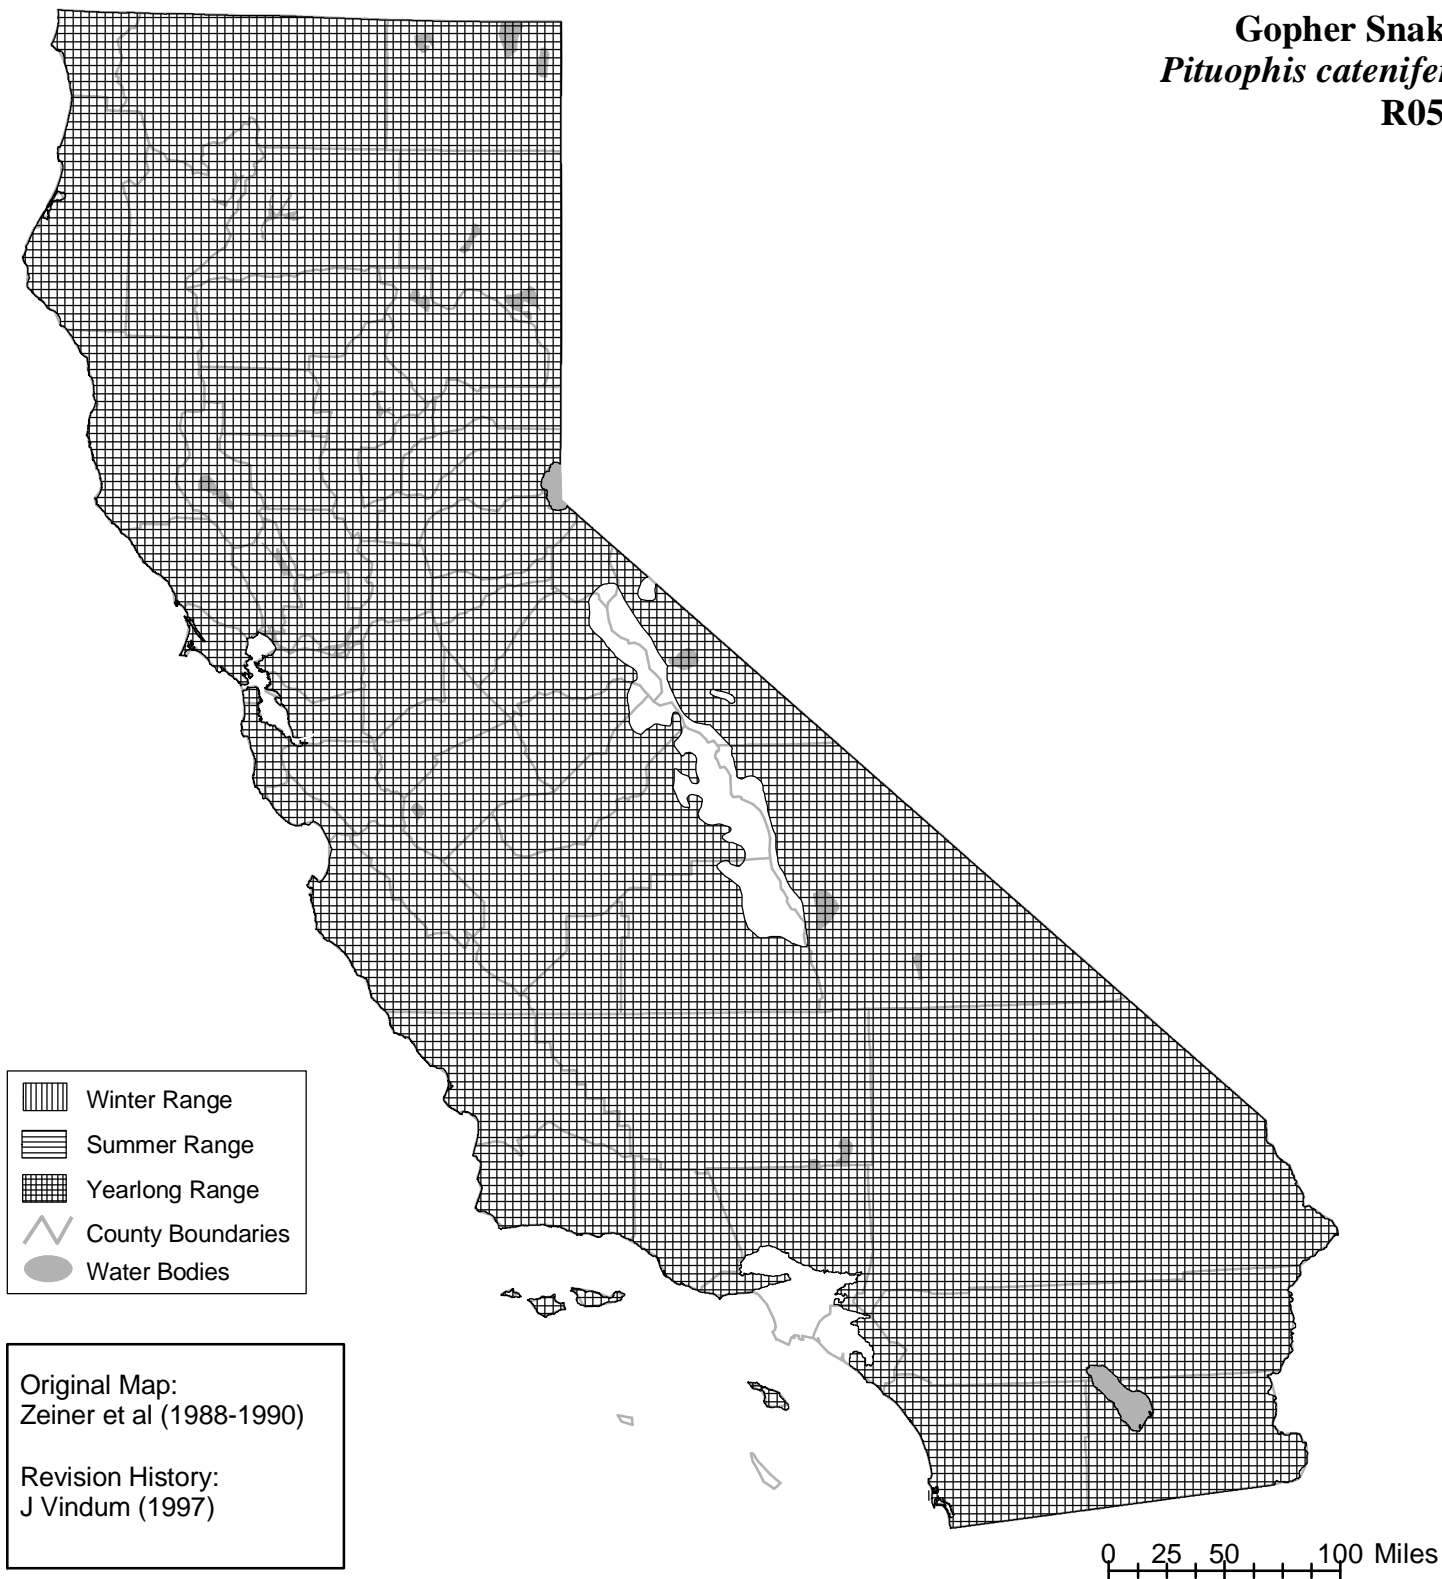 Gopher Snak
Pituophis catenifer
R05
Winter Range
Summer Range
Yearlong Range
County Boundaries
Water Bodies
Original Map:
Zeiner et al (1988-1990)
Revision History:
J Vindum (1997)
0 25 50 100 Miles